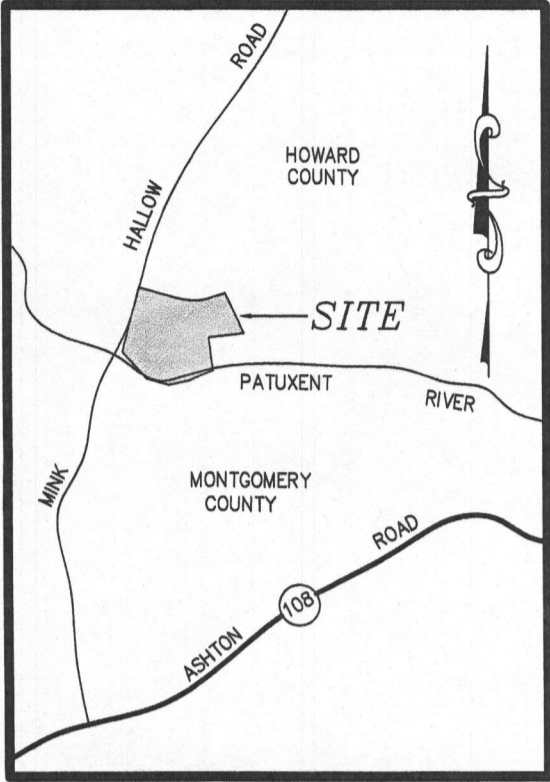 ROAD
HOWARD
COUNTY
HALLOW
SITE
PATUXENT
RIVER
MINK
MONTGOMERY
COUNTY
ROAD
108
ASHTON